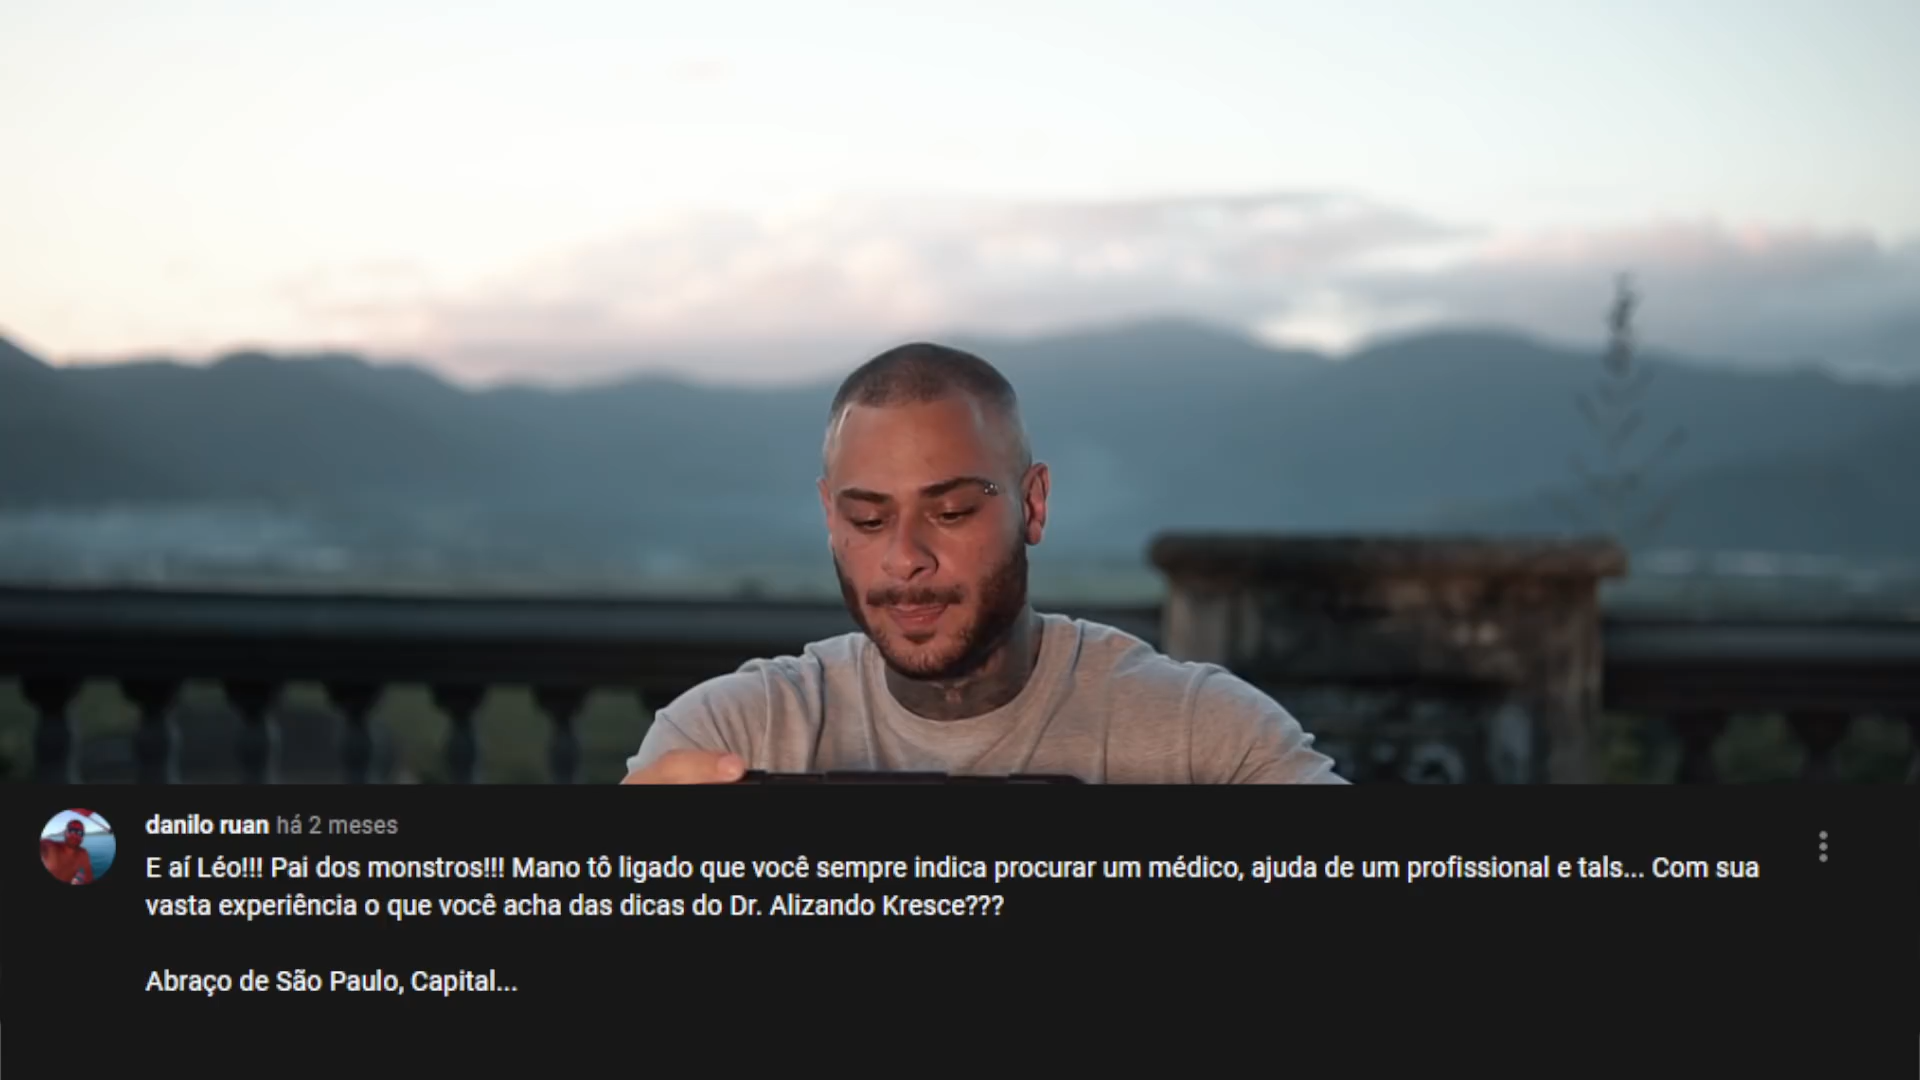 danilo ruan há 2 meses
E aí Léo!!! Pai dos monstros!!! Mano tô ligado que você sempre indica procurar um médico, ajuda de um profissional e tals... Com sua
vasta experiência o que você acha das dicas do Dr. Alizando Kresce???
Abraço de São Paulo, Capital...